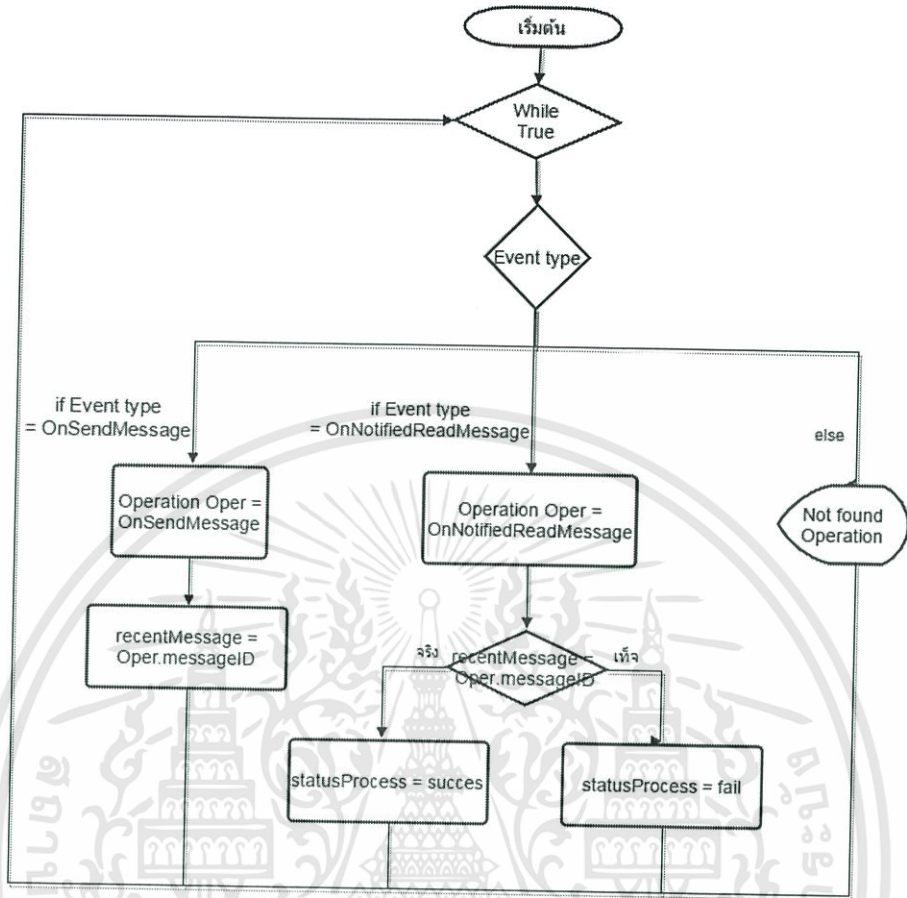 เริ่มต้น
While
True
Event type
if Event type
= OnSendMessage
if Event type
= OnNotifiedReadMessage
else
Operation Oper =
OnSendMessage
Operation Oper =
OnNotifiedReadMessage
Not found
Operation
recentMessage =
Oper.messageID
จริง
recentMessage =
Oper.messageID
เท็จ
statusProcess = succes
statusProcess = fail